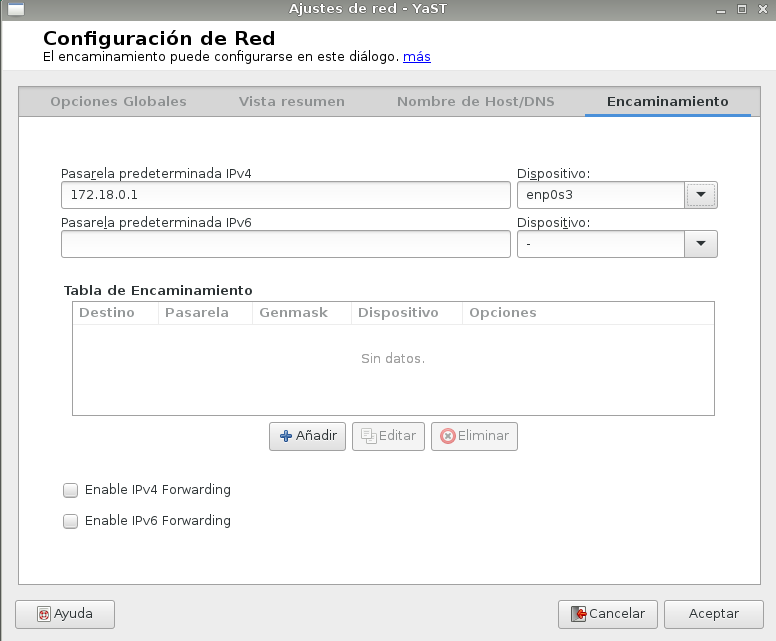 Ajustes de red - YaST
Configuración de Red
El encaminamiento puede configurarse en este diálogo. más
Opciones Globales Vista resumen Nombre de Host/DNS Encaminamiento
Pasarela predeterminada IPv4 Dispositivo:
172.18.0.1 enp0s3
Pasarela predeterminada IPv6 Dispositivo:
-
Tabla de Encaminamiento
Destino Pasarela Genmask Dispositivo Opciones
Sin datos.
Añadir Editar Eliminar
Enable IPv4 Forwarding
Enable IPv6 Forwarding
Ayuda Cancelar Aceptar